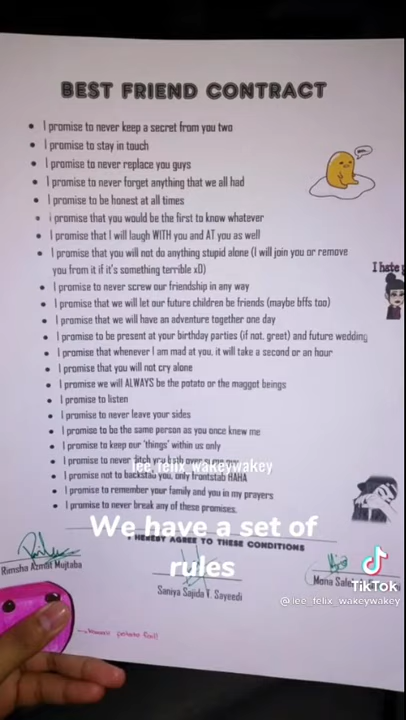 BEST FRIEND CONTRACT
• I promise to never keep a secret from you two
• I promise to stay in touch
• I promise to never replace you guys
• I promise to never forget anything that we all had
• I promise to be honest at all times
• I promise that you would be the first to know whatever
• I promise that I will laugh WITH you and AT you as well
• I promise that you will not do anything stupid alone (I will join you or remove
you from it if it's something terrible xD)
I hate
• I promise to never screw our friendship in any way
• I promise that we will let our future children be friends (maybe bffs too)
• I promise that we will have an adventure together one day
• I promise to be present at your birthday parties (if not, greet) and future wedding
• I promise that whenever I am mad at you, it will take a second or an hour
• I promise that you will not cry alone
• I promise we will ALWAYS be the potato or the maggot beings
• I promise to listen
• I promise to never leave your sides
• I promise to be the same person as you once knew me
• I promise to keep our 'things' within us only
• I promise to never
lee_felix_wakeywakey
• I promise not to backstab you, only frontstab HAHA
• I promise to remember your family and you in my prayers
• I promise to never break any of these promises.
We have a set of
rules
I HEREBY AGREE TO THESE CONDITIONS
Rimsha Azmat Mujtaba
Saniya Sajida T. Sayeedi
Mona
TikTok
@lee_felix_wakeywakey